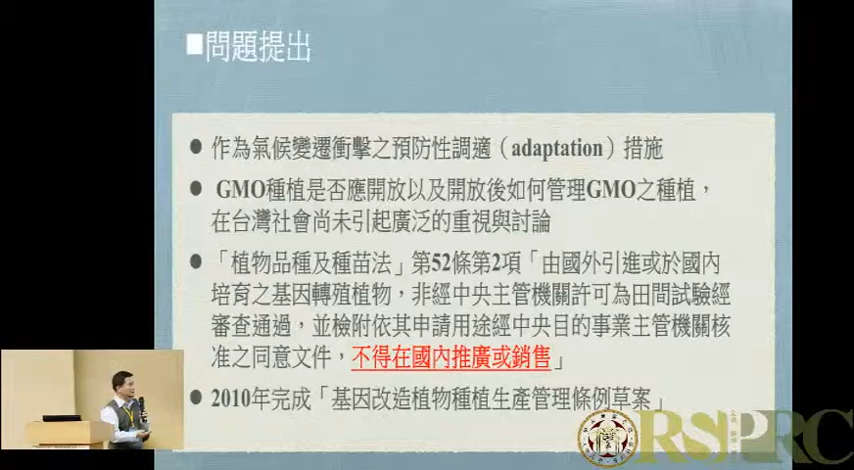 ■問題提出
● 作為氣候變遷衝擊之預防性調適（adaptation）措施
● GMO種植是否應開放以及開放後如何管理GMO之種植，
在台灣社會尚未引起廣泛的重視與討論
● 「植物品種及種苗法」第52條第2項「由國外引進或於國內
培育之基因轉殖植物，非經中央主管機關許可為田間試驗經
審查通過，並檢附依其申請用途經中央目的事業主管機關核
准之同意文件，不得在國內推廣或銷售」
● 2010年完成「基因改造植物種植生產管理條例草案」
RSPRC